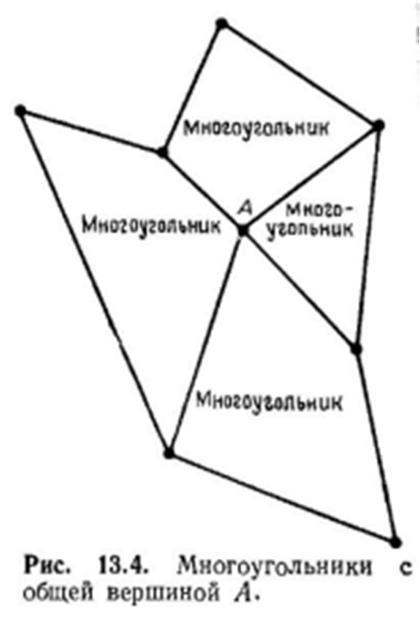 Многоугольник
А
много-
угольник
Многоугольник
Многоугольник
Рис. 13.4. Многоугольники с
общей вершиной А.